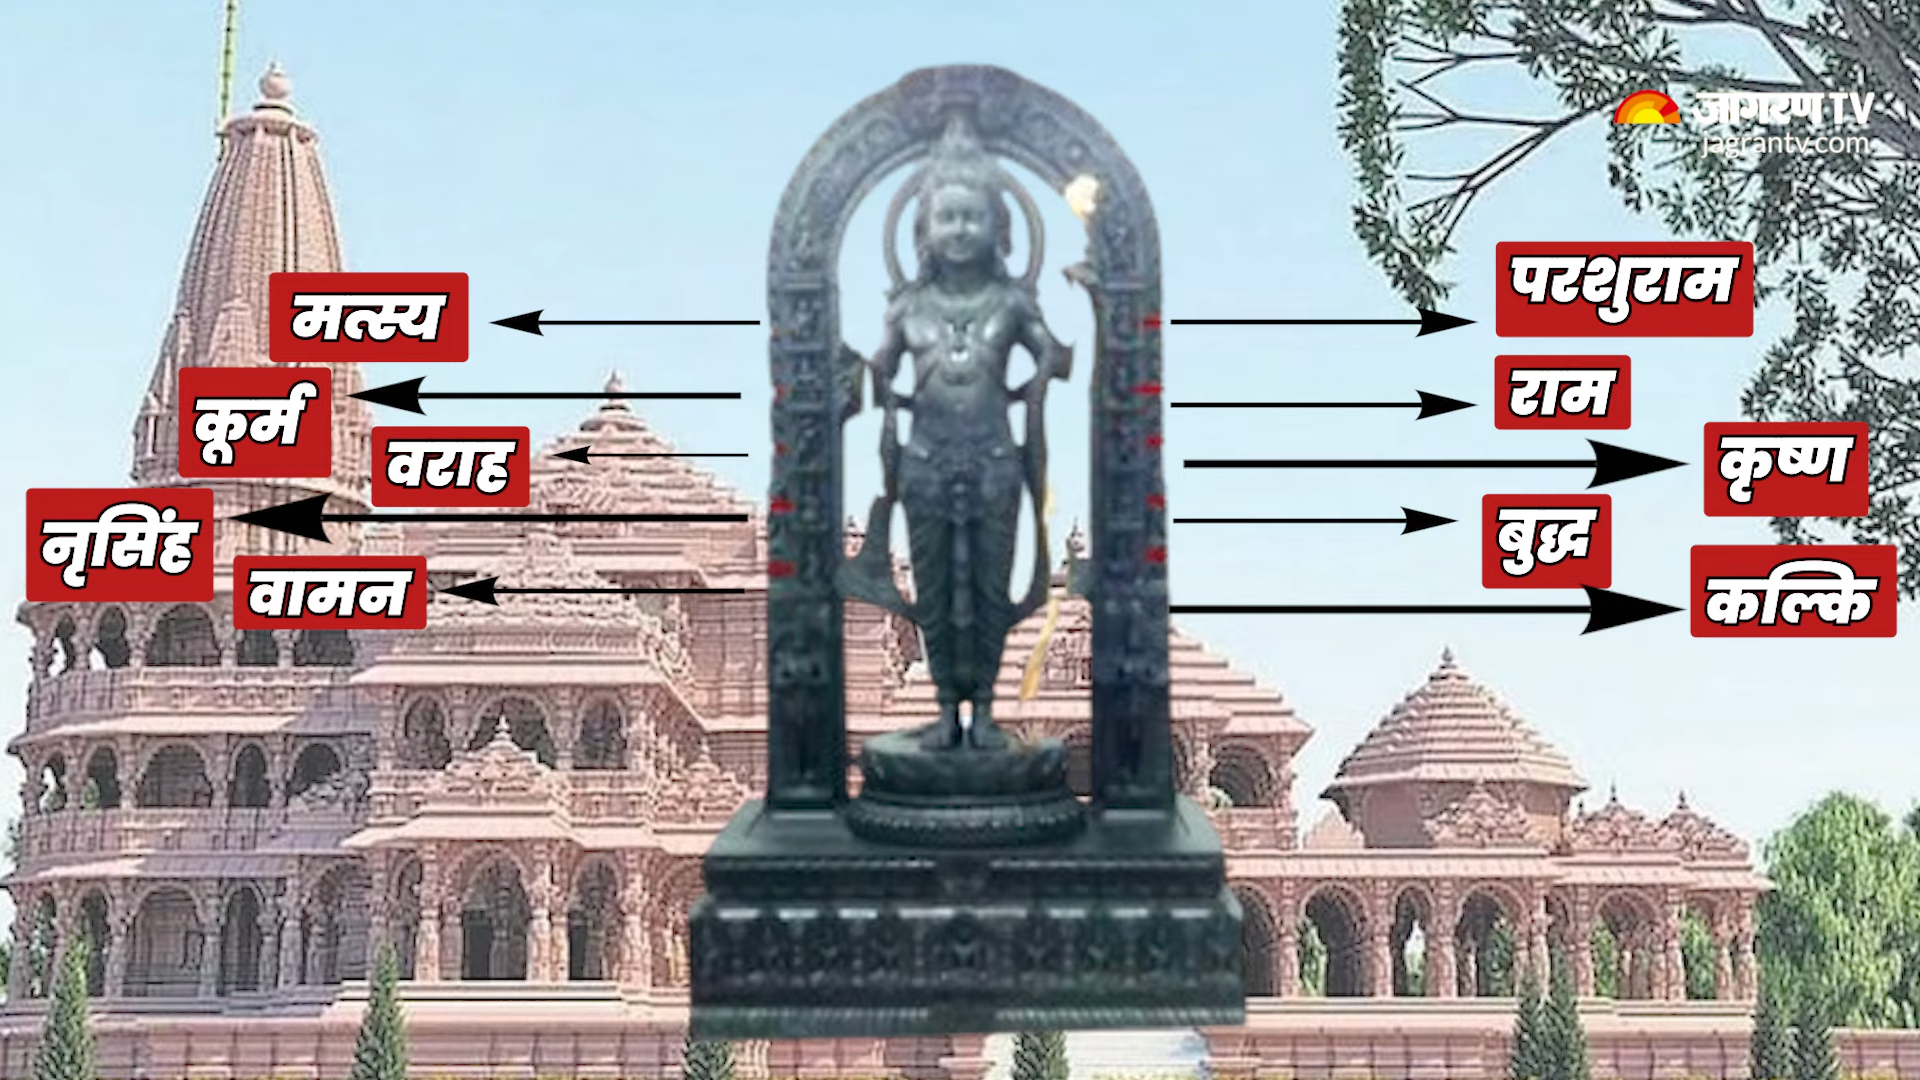 जागरण TV
jagrantv.com
मत्स्य
कूर्म
वराह
नृसिंह
वामन
परशुराम
राम
कृष्ण
बुद्ध
कल्कि